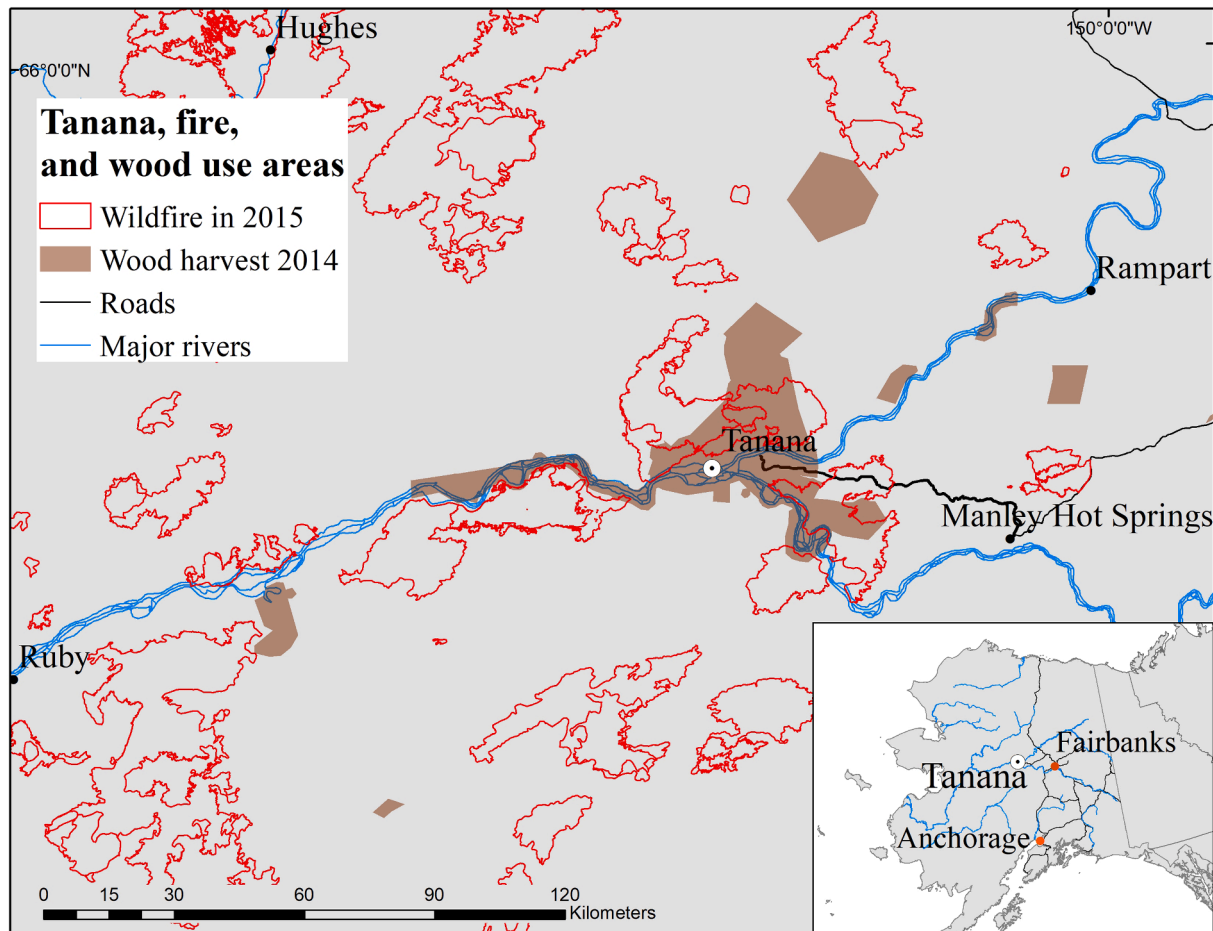 Hughes
150°0'0"W
66°0'0"N
Tanana, fire,
and wood use areas
Wildfire in 2015
Wood harvest 2014
Roads
Major rivers
Rampart
Tanana
Manley Hot Springs
Ruby
Fairbanks
Tanana
Anchorage
0 15 30 60 90 120
Kilometers